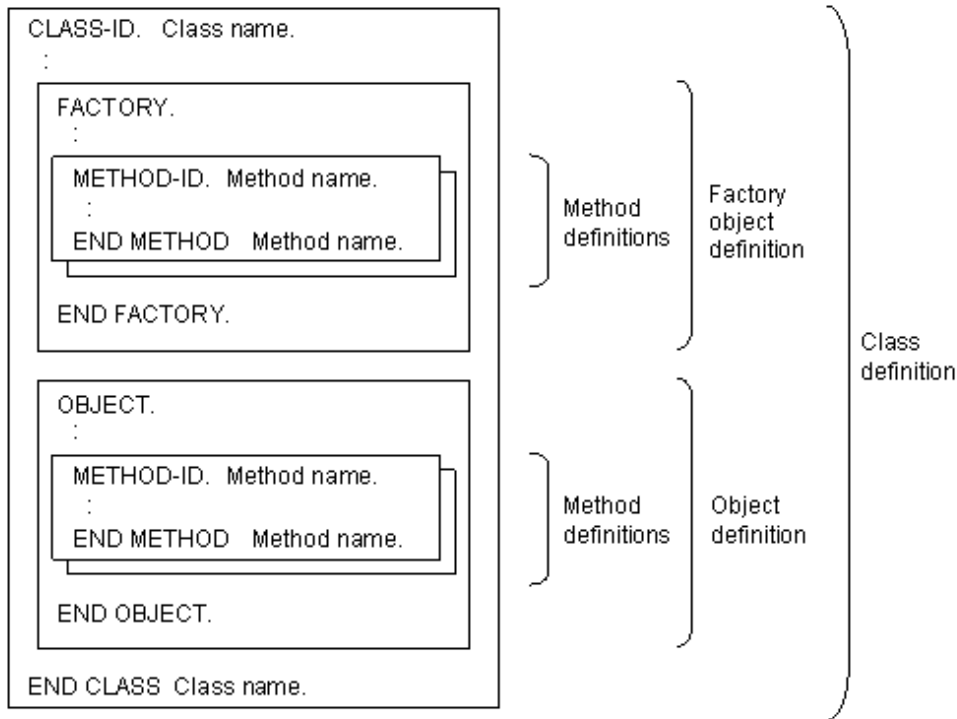 CLASS-ID. Class name.
:
FACTORY.
:
METHOD-ID. Method name.
:
END METHOD Method name.
END FACTORY.
OBJECT.
:
METHOD-ID. Method name.
:
END METHOD Method name.
END OBJECT.
END CLASS Class name.
Method
definitions
Factory
object
definition
Method
definitions
Object
definition
Class
definition